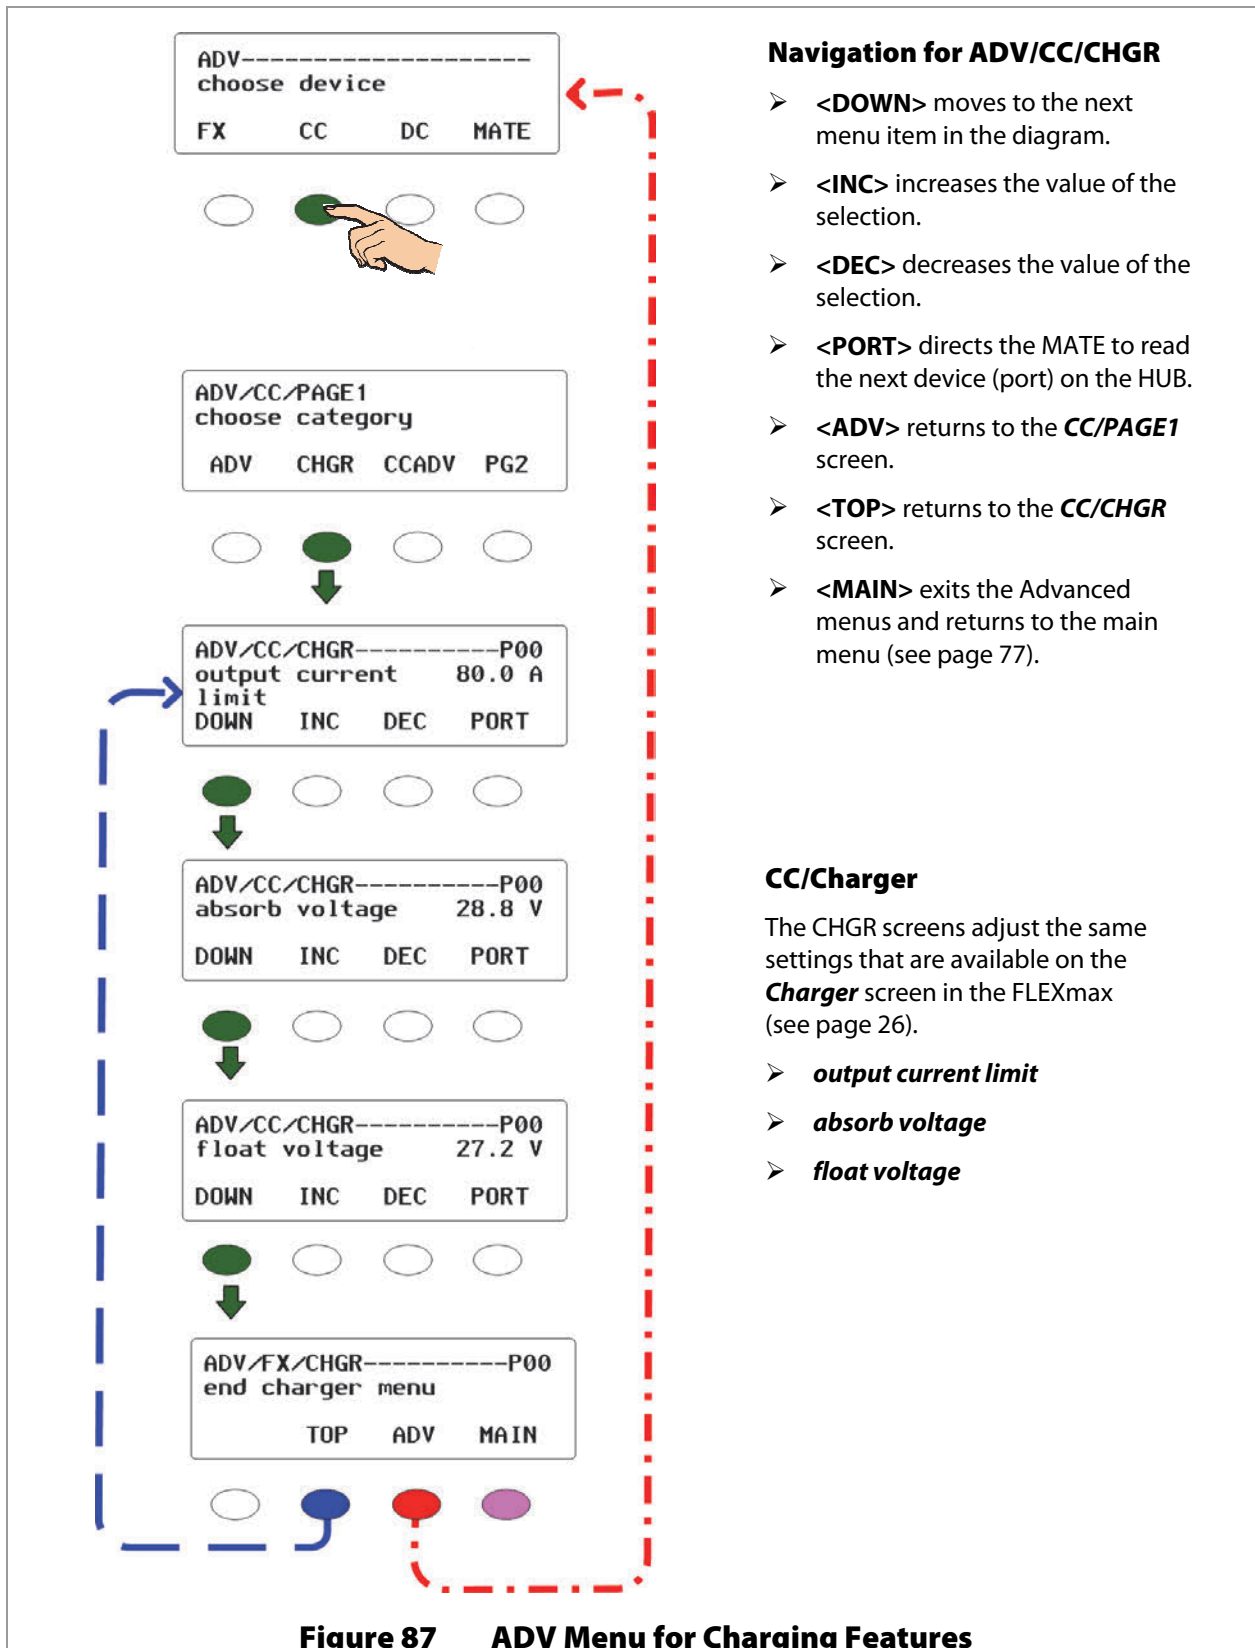 ADV--------------------
choose device
FX CC DC MATE
ADV/CC/PAGE1
choose category
ADV CHGR CCADV PG2
ADV/CC/CHGR----------P00
output current 80.0 A
limit
DOWN INC DEC PORT
ADV/CC/CHGR----------P00
absorb voltage 28.8 V
DOWN INC DEC PORT
ADV/CC/CHGR----------P00
float voltage 27.2 V
DOWN INC DEC PORT
ADV/FX/CHGR----------P00
end charger menu
TOP ADV MAIN
Navigation for ADV/CC/CHGR
➢ <DOWN> moves to the next
menu item in the diagram.
➢ <INC> increases the value of the
selection.
➢ <DEC> decreases the value of the
selection.
➢ <PORT> directs the MATE to read
the next device (port) on the HUB.
➢ <ADV> returns to the CC/PAGE1
screen.
➢ <TOP> returns to the CC/CHGR
screen.
➢ <MAIN> exits the Advanced
menus and returns to the main
menu (see page 77).
CC/Charger
The CHGR screens adjust the same
settings that are available on the
Charger screen in the FLEXmax
(see page 26).
➢ output current limit
➢ absorb voltage
➢ float voltage
Figure 87 ADV Menu for Charging Features